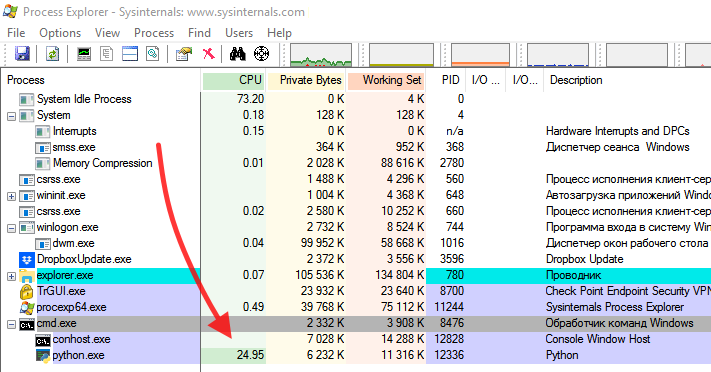 Process Explorer - Sysinternals: www.sysinternals.com
File Options View Process Find Users Help
Process CPU Private Bytes Working Set PID I/O ... I/O... Description
System Idle Process 73.20 0 K 4 K 0
System 0.18 128 K 128 K 4
Interrupts 0.15 0 K 0 K n/a Hardware Interrupts and DPCs
smss.exe 364 K 952 K 368 Диспетчер сеанса Windows
Memory Compression 0.01 2 028 K 88 616 K 2780
csrss.exe 1 488 K 4 296 K 560 Процесс исполнения клиент-сер
wininit.exe 1 004 K 4 368 K 648 Автозагрузка приложений Wind
csrss.exe 0.02 2 580 K 10 252 K 660 Процесс исполнения клиент-сер
winlogon.exe 2 732 K 8 524 K 744 Программа входа в систему Wi
dwm.exe 0.04 99 952 K 58 668 K 1016 Диспетчер окон рабочего стола
DropboxUpdate.exe 2 372 K 3 556 K 3596 Dropbox Update
explorer.exe 0.07 105 536 K 134 804 K 780 Проводник
TrGUI.exe 23 932 K 23 640 K 8700 Check Point Endpoint Security VPN
procexp64.exe 0.49 39 768 K 75 112 K 11244 Sysinternals Process Explorer
cmd.exe 2 332 K 3 908 K 8476 Обработчик команд Windows
conhost.exe 7 028 K 14 288 K 12828 Console Window Host
python.exe 24.95 6 232 K 11 316 K 12336 Python